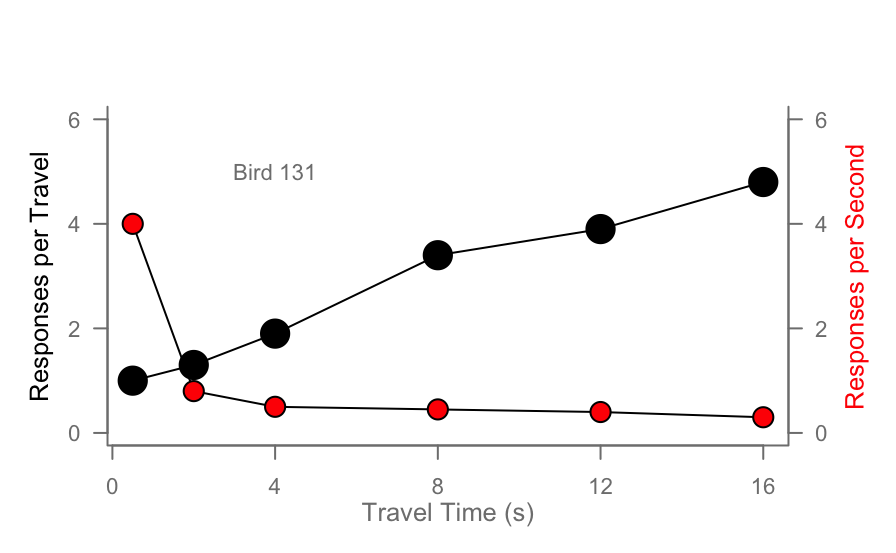 Bird 131
Responses per Travel
6
4
2
0
6
4
2
0
Responses per Second
0 4 8 12 16
Travel Time (s)